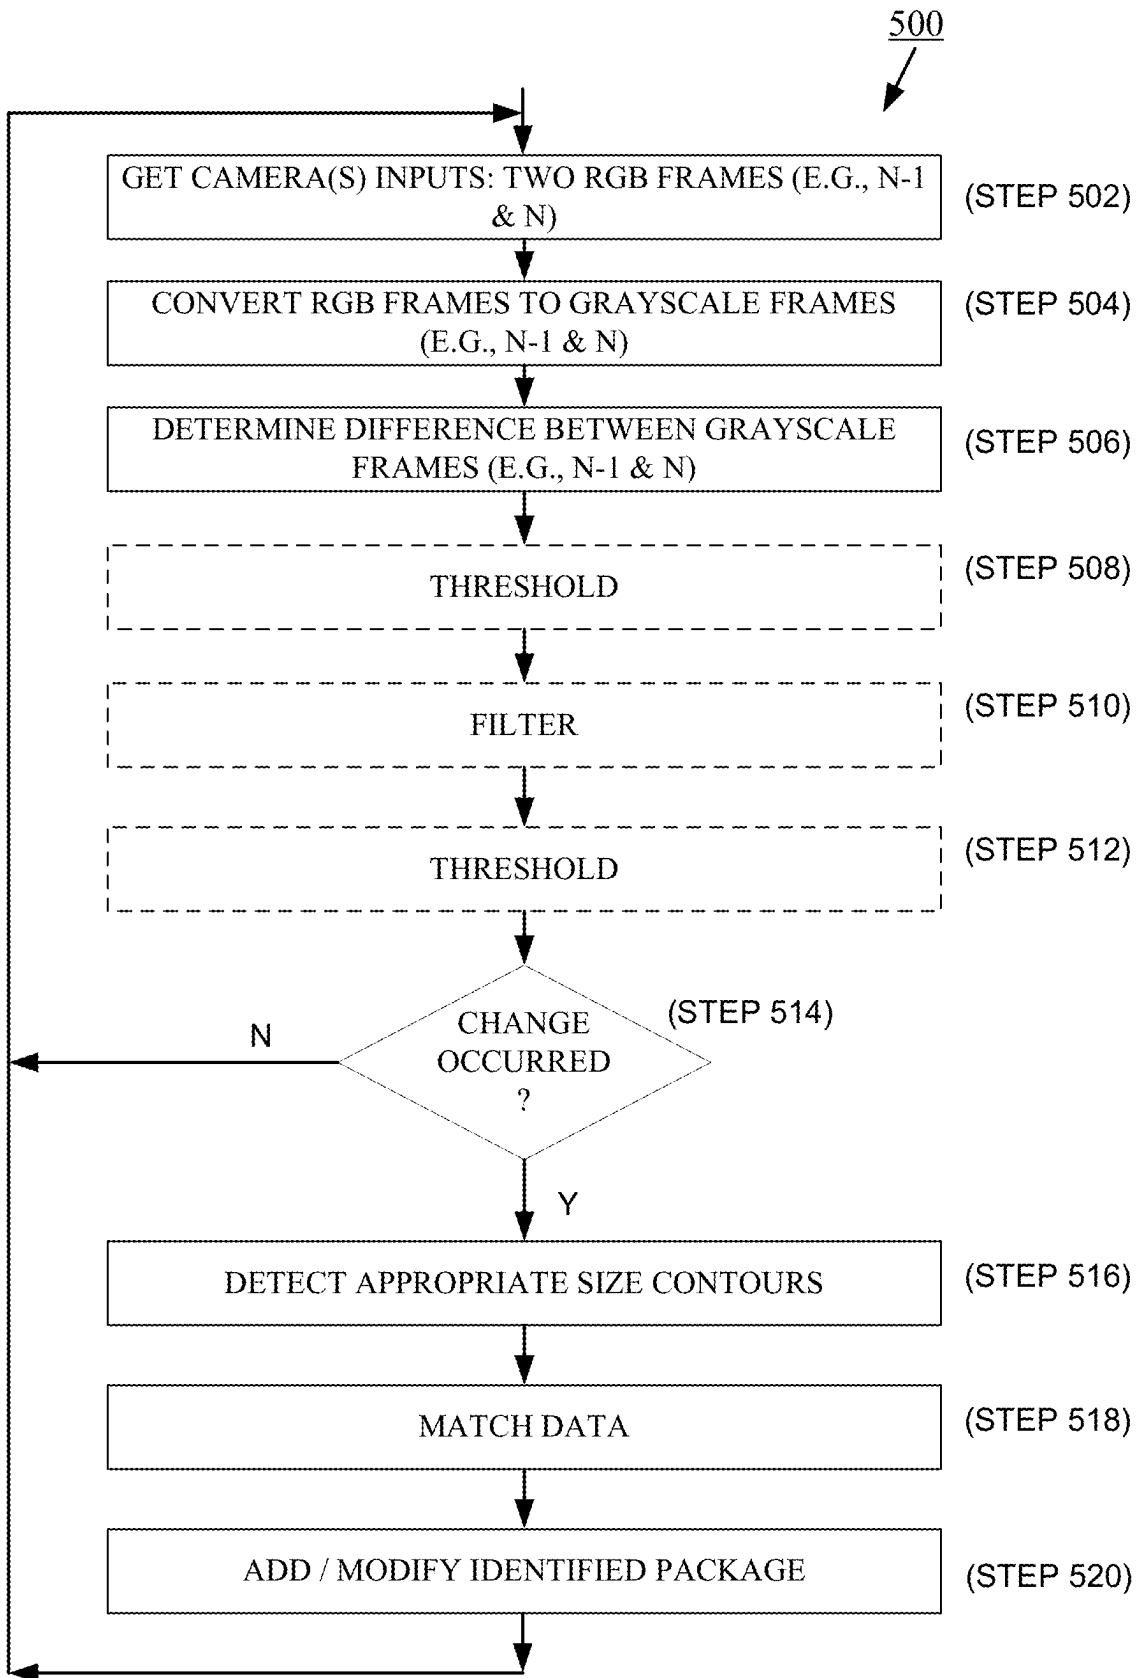 500
GET CAMERA(S) INPUTS: TWO RGB FRAMES (E.G., N-1
& N)
(STEP 502)
CONVERT RGB FRAMES TO GRAYSCALE FRAMES
(E.G., N-1 & N)
(STEP 504)
DETERMINE DIFFERENCE BETWEEN GRAYSCALE
FRAMES (E.G., N-1 & N)
(STEP 506)
THRESHOLD
(STEP 508)
FILTER
(STEP 510)
THRESHOLD
(STEP 512)
CHANGE
OCCURRED
?
(STEP 514)
N
Y
DETECT APPROPRIATE SIZE CONTOURS
(STEP 516)
MATCH DATA
(STEP 518)
ADD / MODIFY IDENTIFIED PACKAGE
(STEP 520)